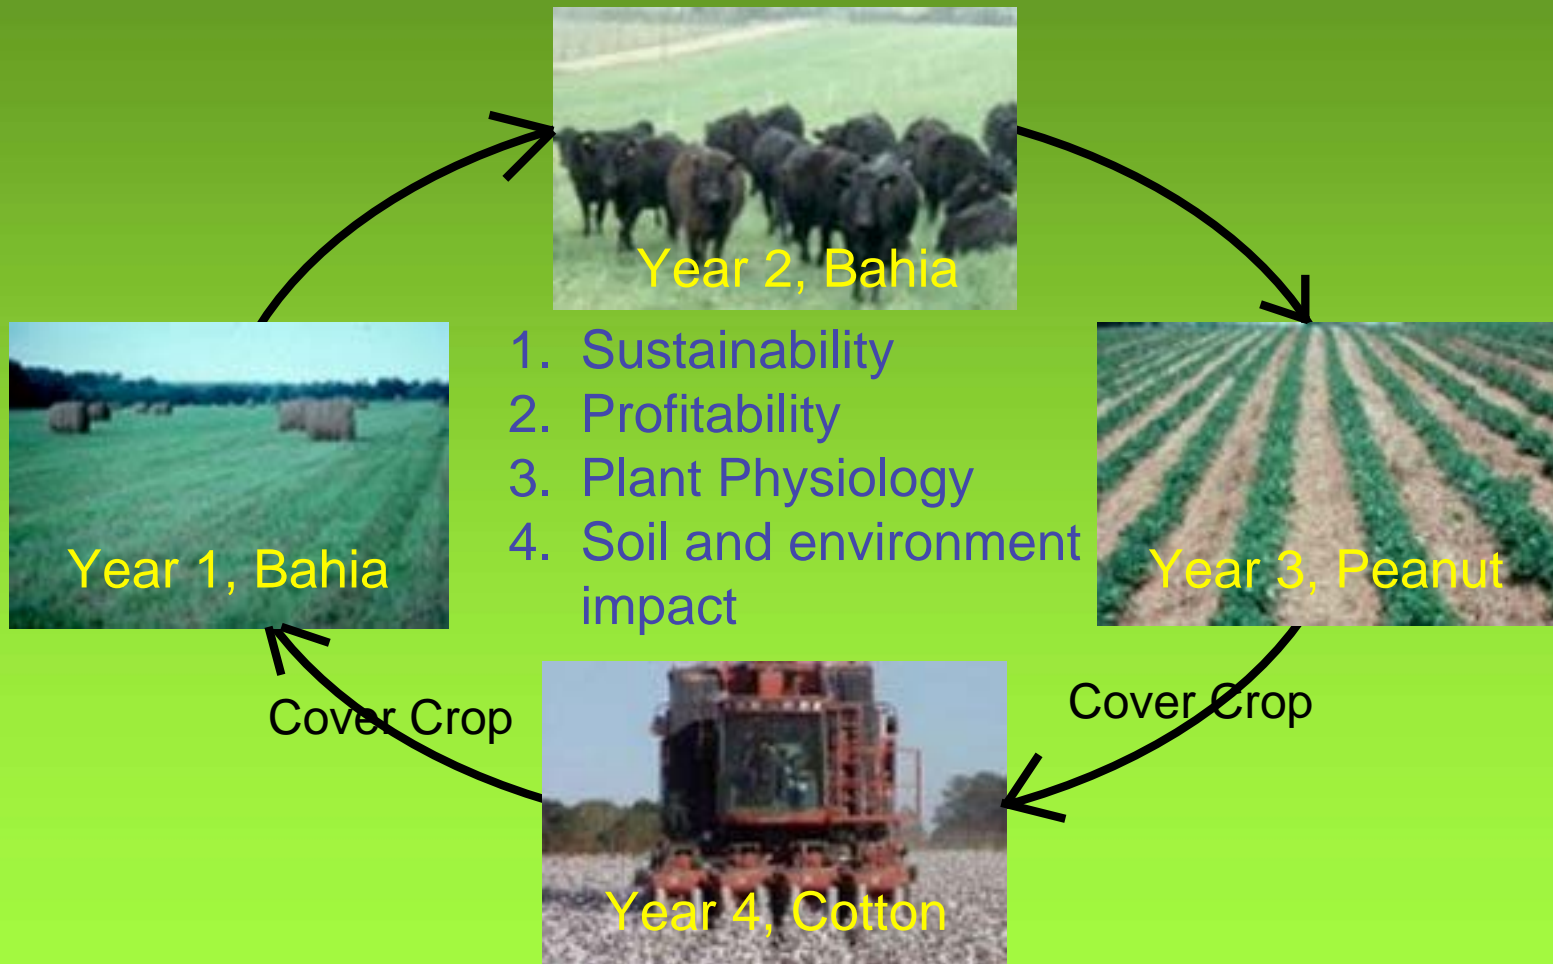 Year 2, Bahia
1. Sustainability
2. Profitability
3. Plant Physiology
4. Soil and environment
impact
Year 1, Bahia
Year 3, Peanut
Cover Crop
Cover Crop
Year 4, Cotton